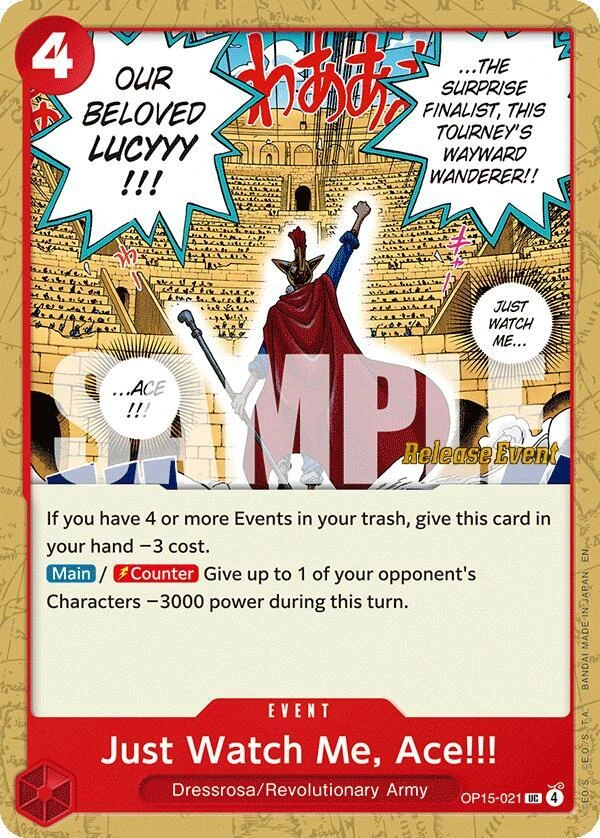 DLICHES EISMEER
4
OUR
BELOVED
LUCYYY
!!!
わああ
...THE
SURPRISE
FINALIST, THIS
TOURNEY'S
WAYWARD
WANDERER!!
JUST
WATCH
ME...
...ACE
!!!
SAMPLE
Release Event
If you have 4 or more Events in your trash, give this card in
your hand −3 cost.
Main / Counter Give up to 1 of your opponent's
Characters −3000 power during this turn.
EVENT
Just Watch Me, Ace!!!
Dressrosa/Revolutionary Army
OP15-021 UC 4
©E.O/S. ©E.O./S.,T.A. BANDAI MADE IN JAPAN EN